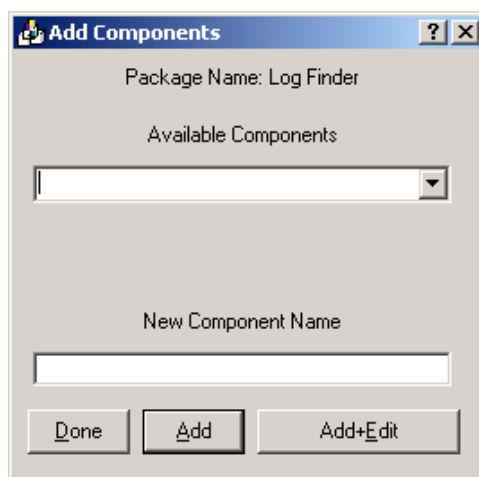 Add Components
Package Name: Log Finder
Available Components
New Component Name
Done Add Add+Edit